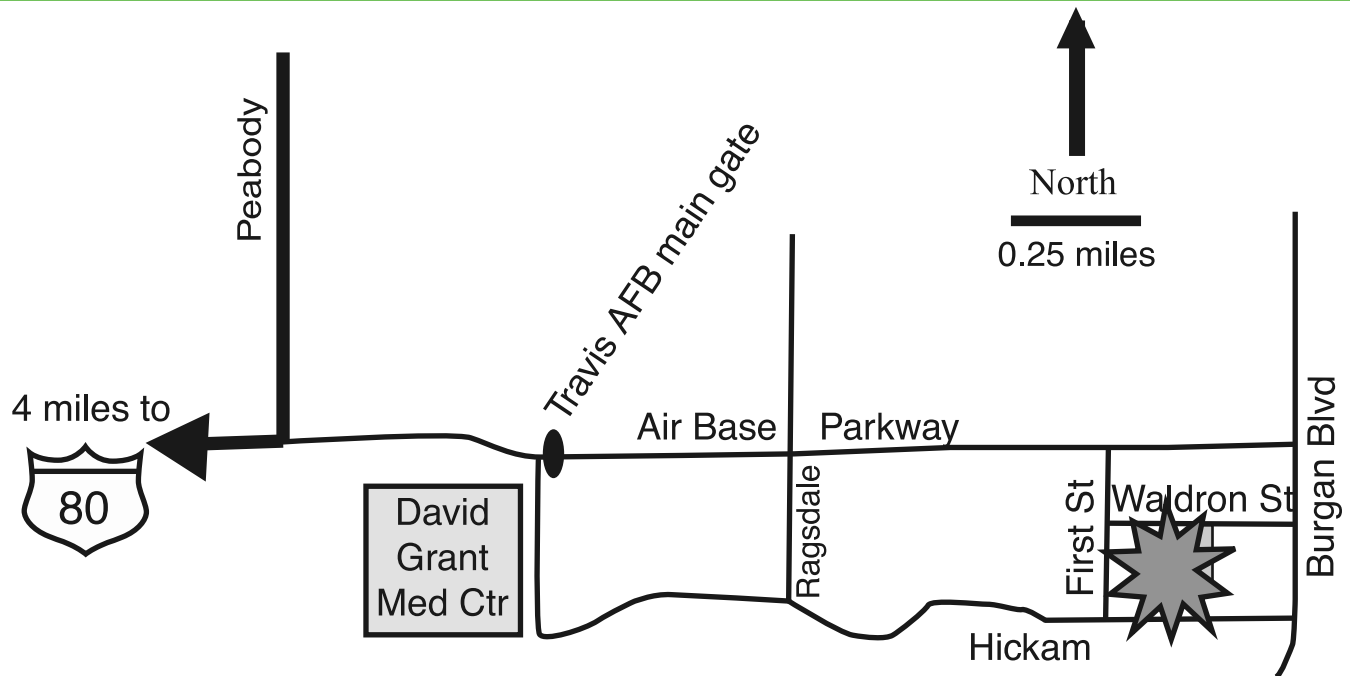 Peabody
Travis AFB main gate
North
0.25 miles
4 miles to
80
Air Base Parkway
David
Grant
Med Ctr
Ragsdale
First St
Waldron St
Burgan Blvd
Hickam